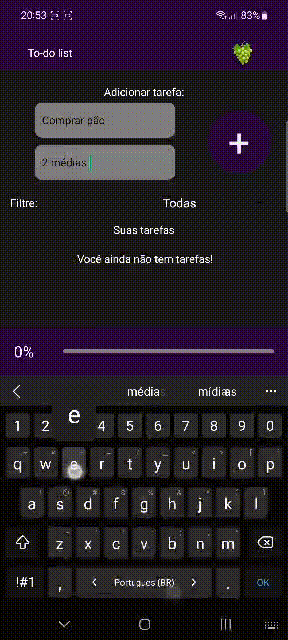 20:53 83%
To-do list
Adicionar tarefa:
Comprar pão
2 médias
+
Filtre: Todas
Suas tarefas
Você ainda não tem tarefas!
0%
média mídias ...
e
1 2 4 5 6 7 8 9 0
q w e r t y u i o p
a s d f g h j k l
z x c v b n m
!#1 , < Português (BR) > . OK